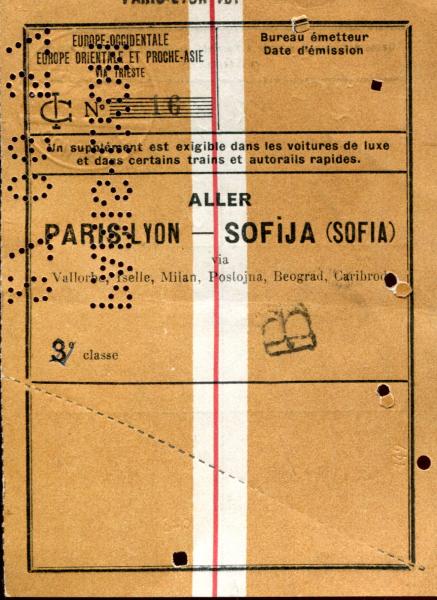 EUROPE-OCCIDENTALE
EUROPE ORIENTALE ET PROCHE-ASIE
VIA TRIESTE
Bureau émetteur
Date d'émission
CI N° 16
Un supplément est exigible dans les voitures de luxe
et dans certains trains et autorails rapides.
ALLER
PARIS-LYON — SOFIJA (SOFIA)
via
Vallorbe, Iselle, Milan, Postojna, Beograd, Caribrod
3e classe
B